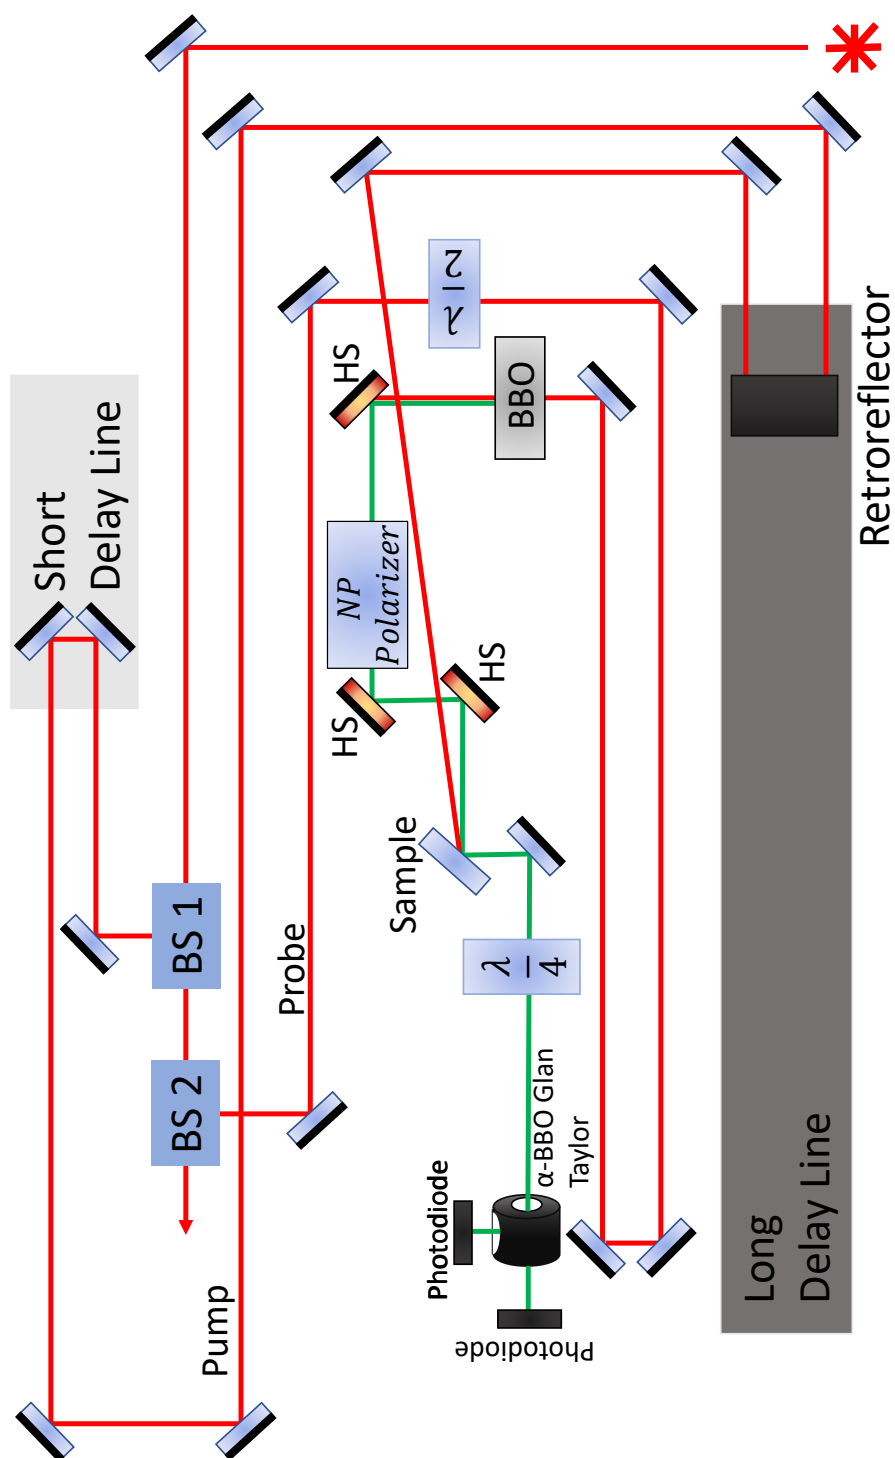 Short
Delay Line
HS
λ
2
BBO
Retroreflector
NP
Polarizer
HS
HS
Sample
BS 1
Probe
λ
4
BS 2
α-BBO Glan
Taylor
Photodiode
Photodiode
Pump
Long
Delay Line